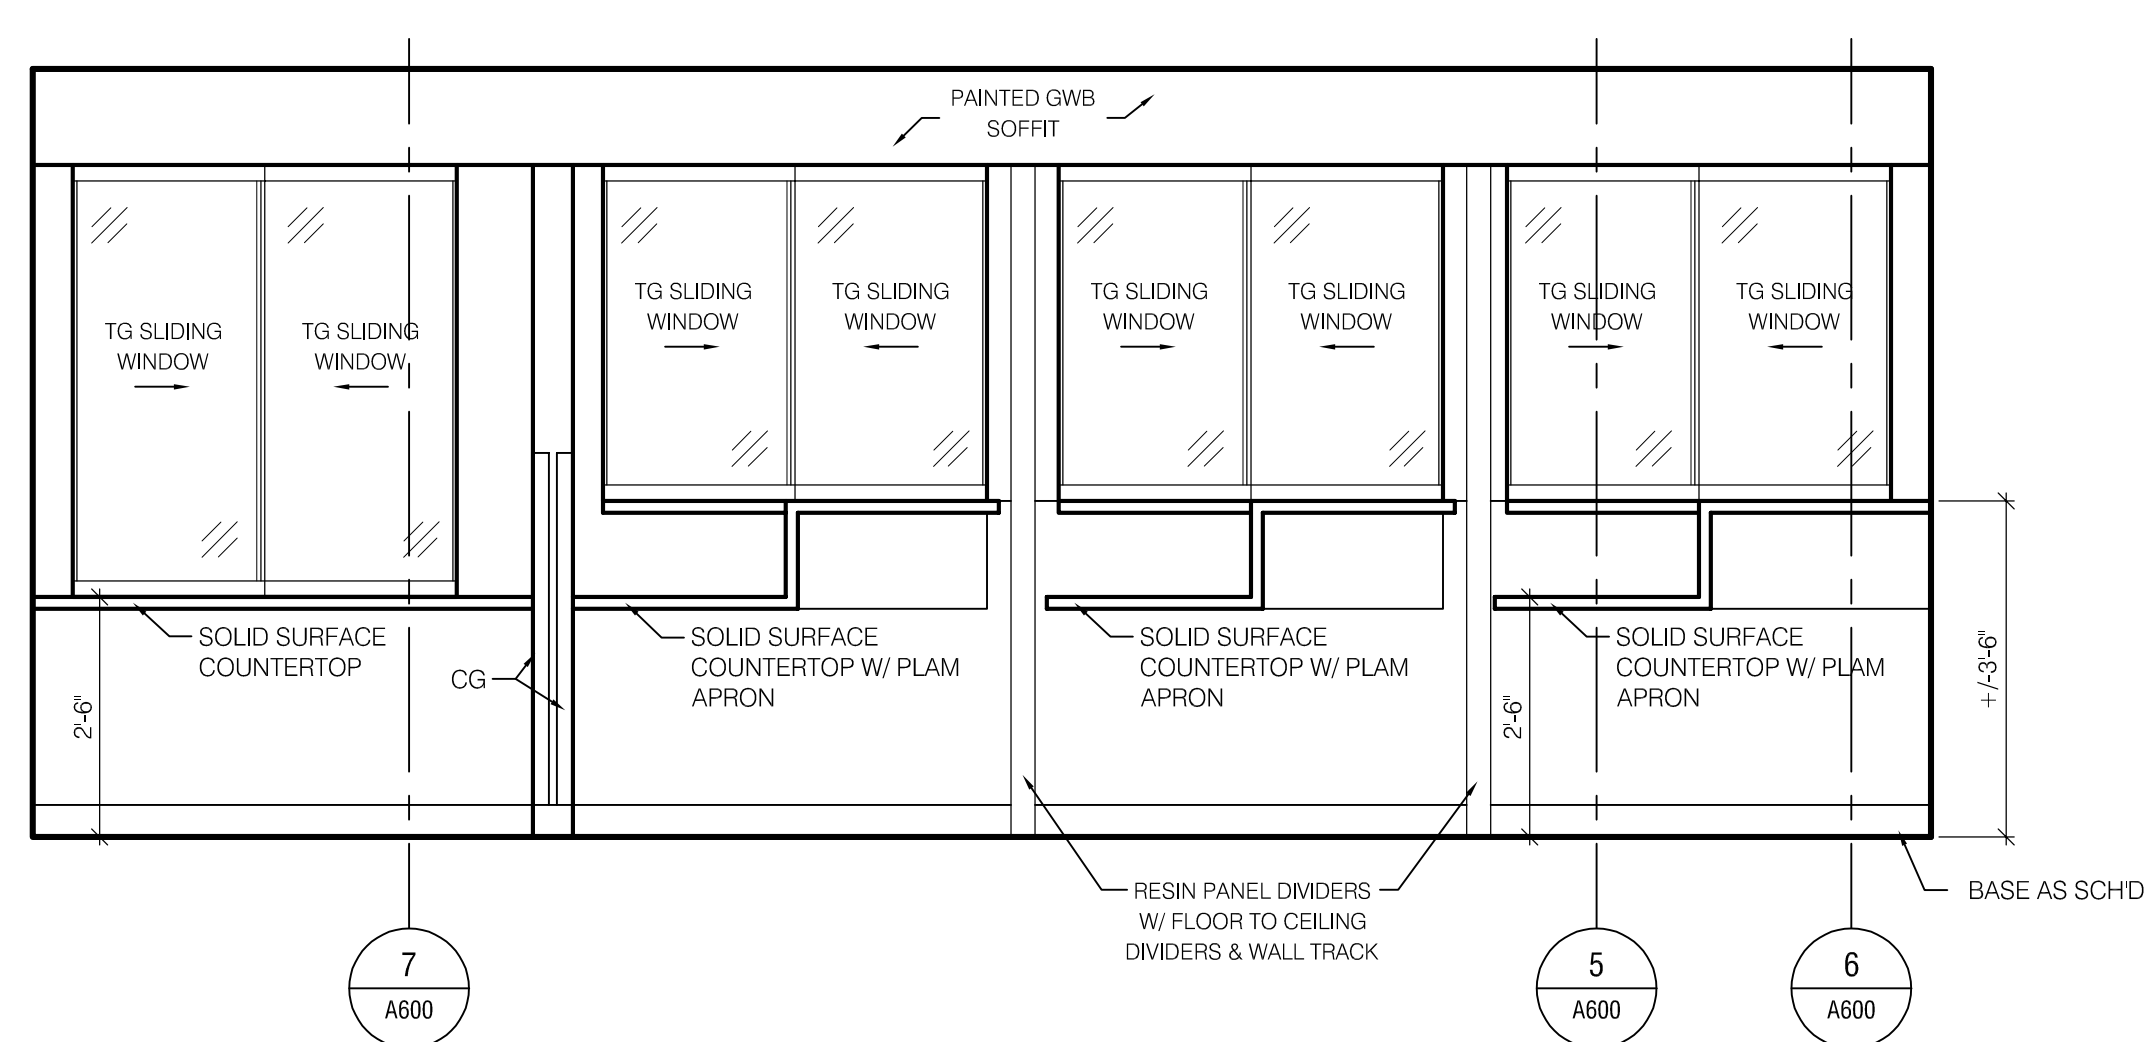 PAINTED GWB
SOFFIT
TG SLIDING
WINDOW
TG SLIDING
WINDOW
TG SLIDING
WINDOW
TG SLIDING
WINDOW
TG SLIDING
WINDOW
TG SLIDING
WINDOW
TG SLIDING
WINDOW
TG SLIDING
WINDOW
SOLID SURFACE
COUNTERTOP
CG
SOLID SURFACE
COUNTERTOP W/ PLAM
APRON
SOLID SURFACE
COUNTERTOP W/ PLAM
APRON
SOLID SURFACE
COUNTERTOP W/ PLAM
APRON
2'-6"
2'-6"
+/-3'-6"
RESIN PANEL DIVIDERS
W/ FLOOR TO CEILING
DIVIDERS & WALL TRACK
BASE AS SCH'D
7
A600
5
A600
6
A600